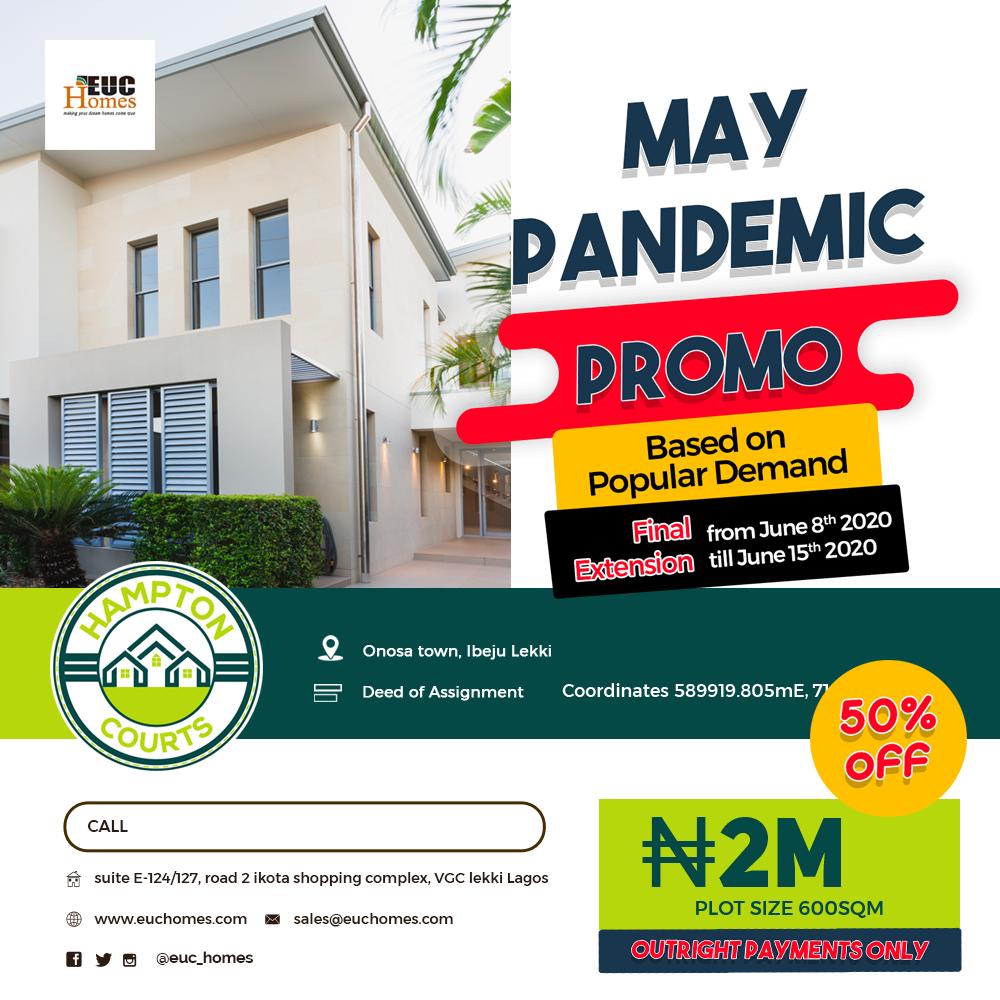 EUC
Homes
making your dream homes come true
MAY
PANDEMIC
PROMO
Based on
Popular Demand
Final
Extension
from June 8th 2020
till June 15th 2020
HAMPTON
COURTS
Onosa town, Ibeju Lekki
Deed of Assignment
Coordinates 589919.805mE, 71
50%
OFF
CALL
₦2M
PLOT SIZE 600SQM
OUTRIGHT PAYMENTS ONLY
suite E-124/127, road 2 ikota shopping complex, VGC lekki Lagos
www.euchomes.com
sales@euchomes.com
@euc_homes